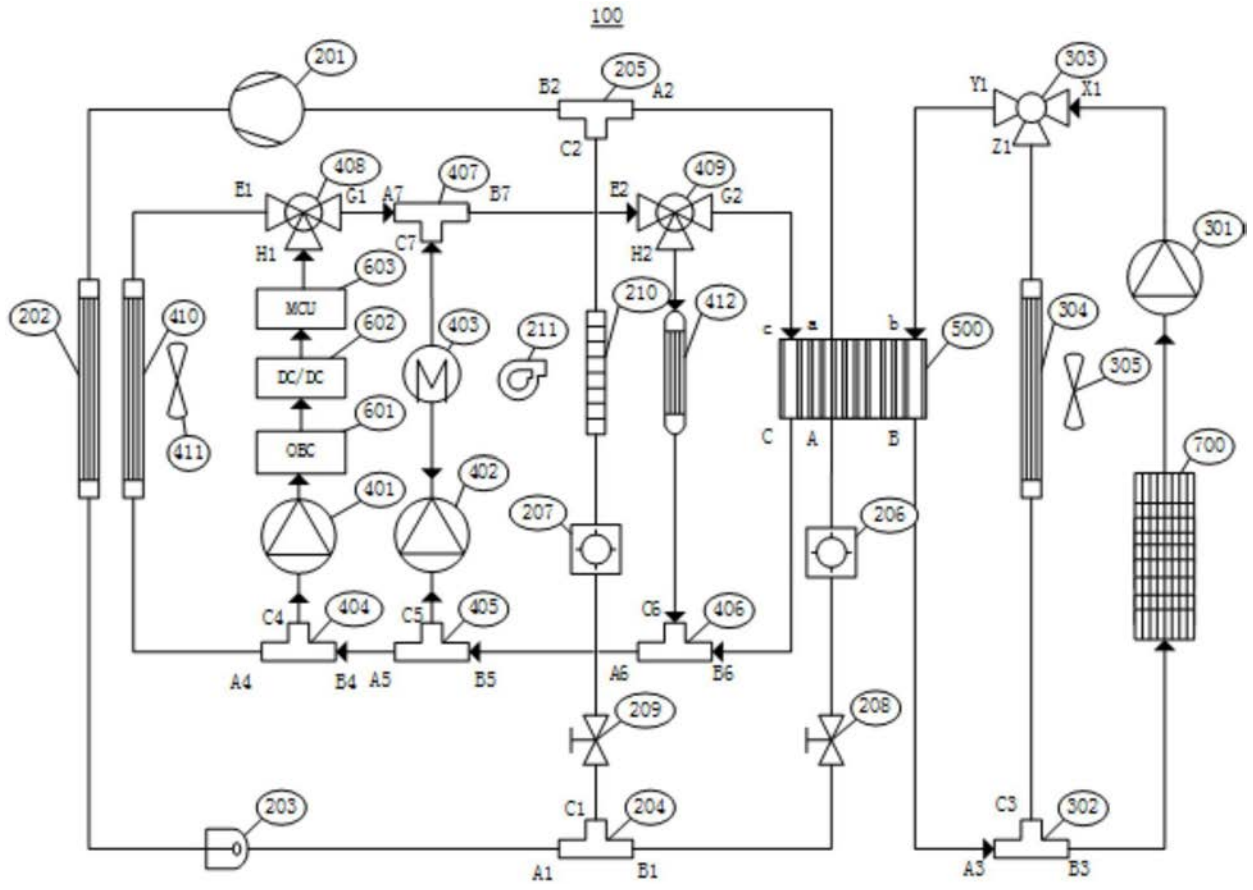 100
201
B2
205
A2
Y1
303
X1
C2
Z1
E1
408
G1
A7
407
B7
E2
409
G2
H1
C7
H2
301
603
MCU
202
410
602
403
211
210
412
c
a
b
500
304
305
DC/DC
601
411
OBC
C
A
B
700
401
402
207
206
C4
404
C5
405
C6
406
A4
B4
A5
B5
A6
B6
209
208
203
C1
204
C3
302
A1
B1
A3
B3